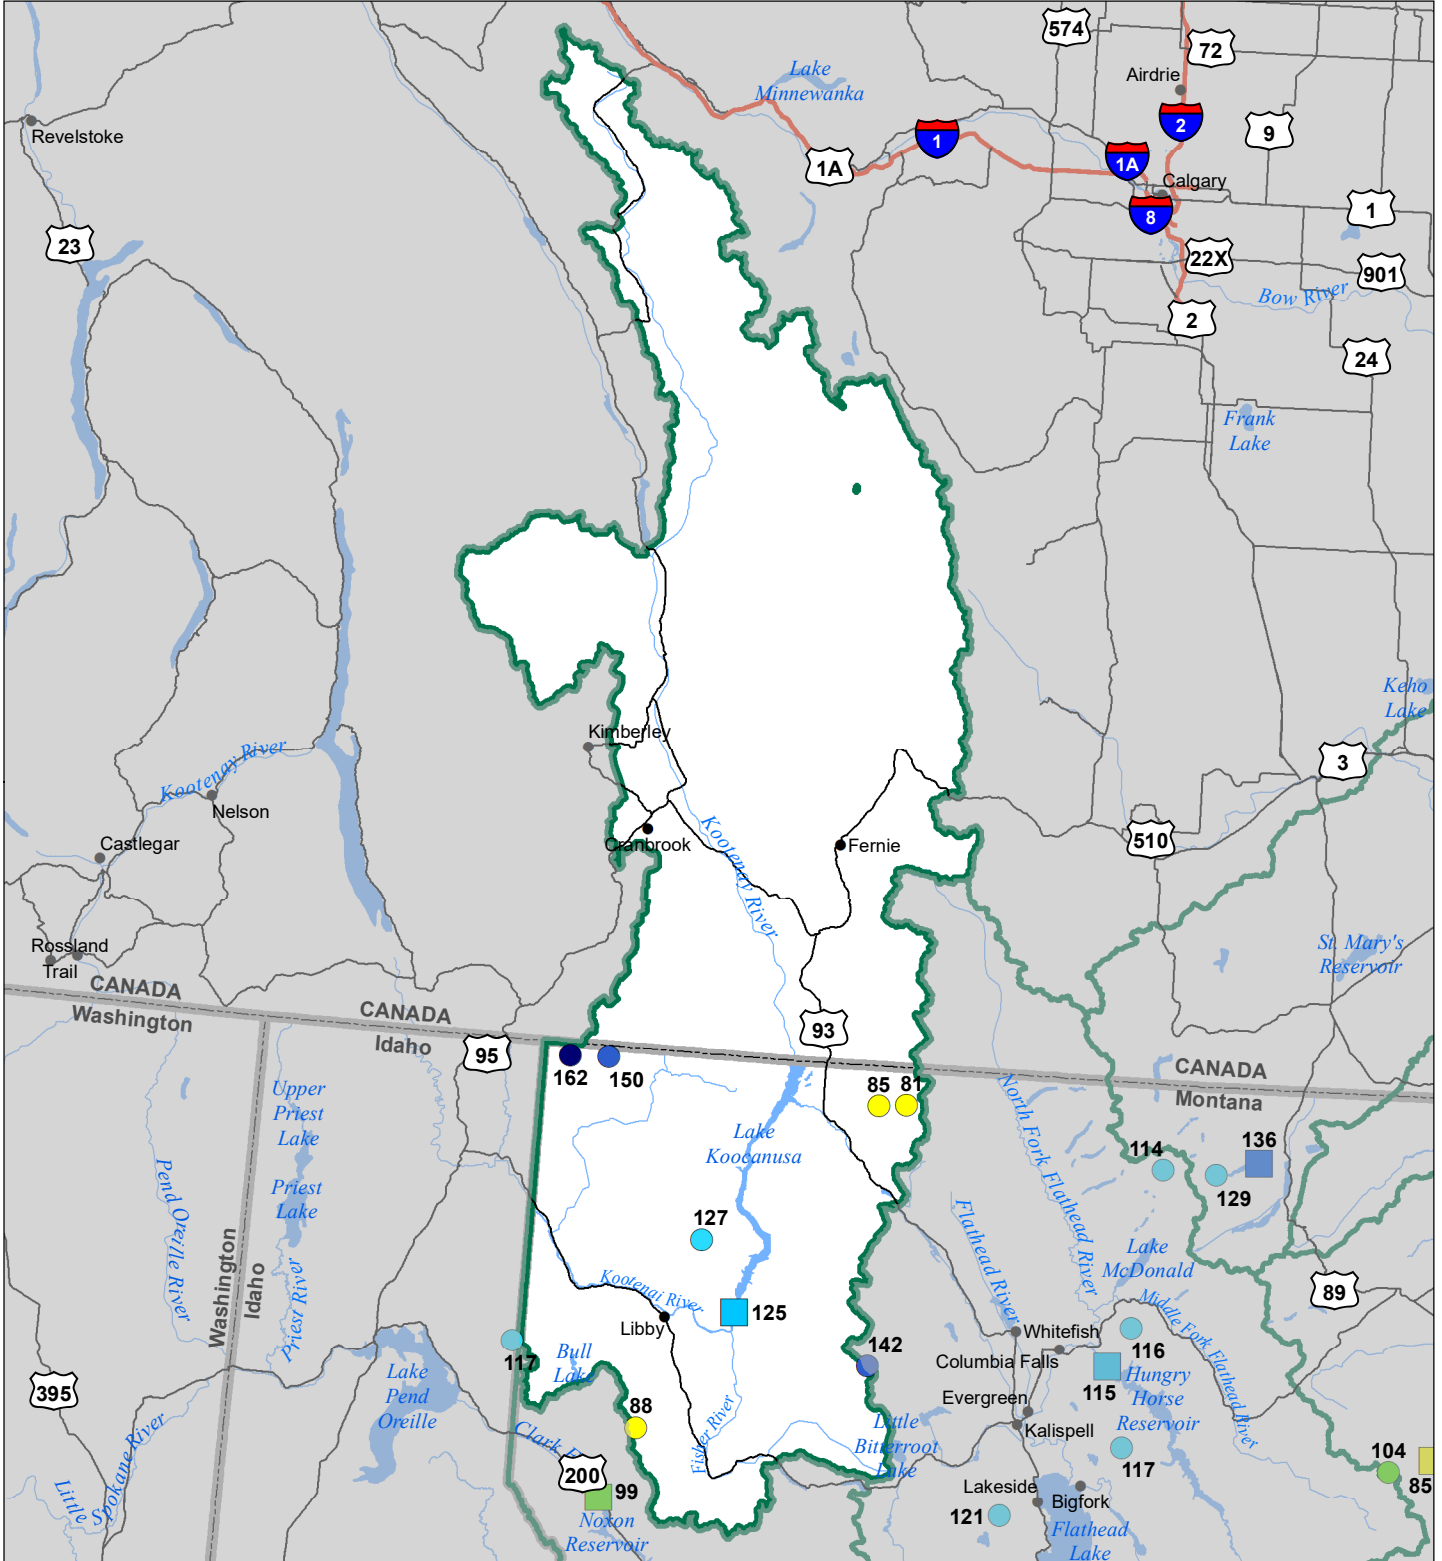 574
72
Airdrie
Lake
Minnewanka
2
9
Revelstoke
1
1A
1A
Calgary
8
1
23
22X
901
Bow River
2
24
Frank
Lake
Keho
Lake
Kimberley
3
Kootenay River
Nelson
Castlegar
Cranbrook
Kootenay River
Fernie
510
Rossland
Trail
St. Mary's
Reservoir
CANADA
Washington
CANADA
Idaho
95
93
162
150
85
81
CANADA
Montana
Upper
Priest
Lake
Priest
Lake
Pend Oreille River
Priest River
Washington
Idaho
Lake
Koocanusa
North Fork Flathead River
114
136
129
127
Flathead River
Lake
McDonald
Kootenai River
125
Libby
89
Middle Fork Flathead River
117
Bull
Lake
142
Whitefish
Columbia Falls
116
115
Hungry
Horse
Reservoir
395
Lake
Pend
Oreille
88
Evergreen
Kalispell
Fisher River
Little
Bitterroot
Lake
Clark
200
99
Noxon
Reservoir
Little Spokane River
117
104
85
Lakeside
Bigfork
121
Flathead
Lake